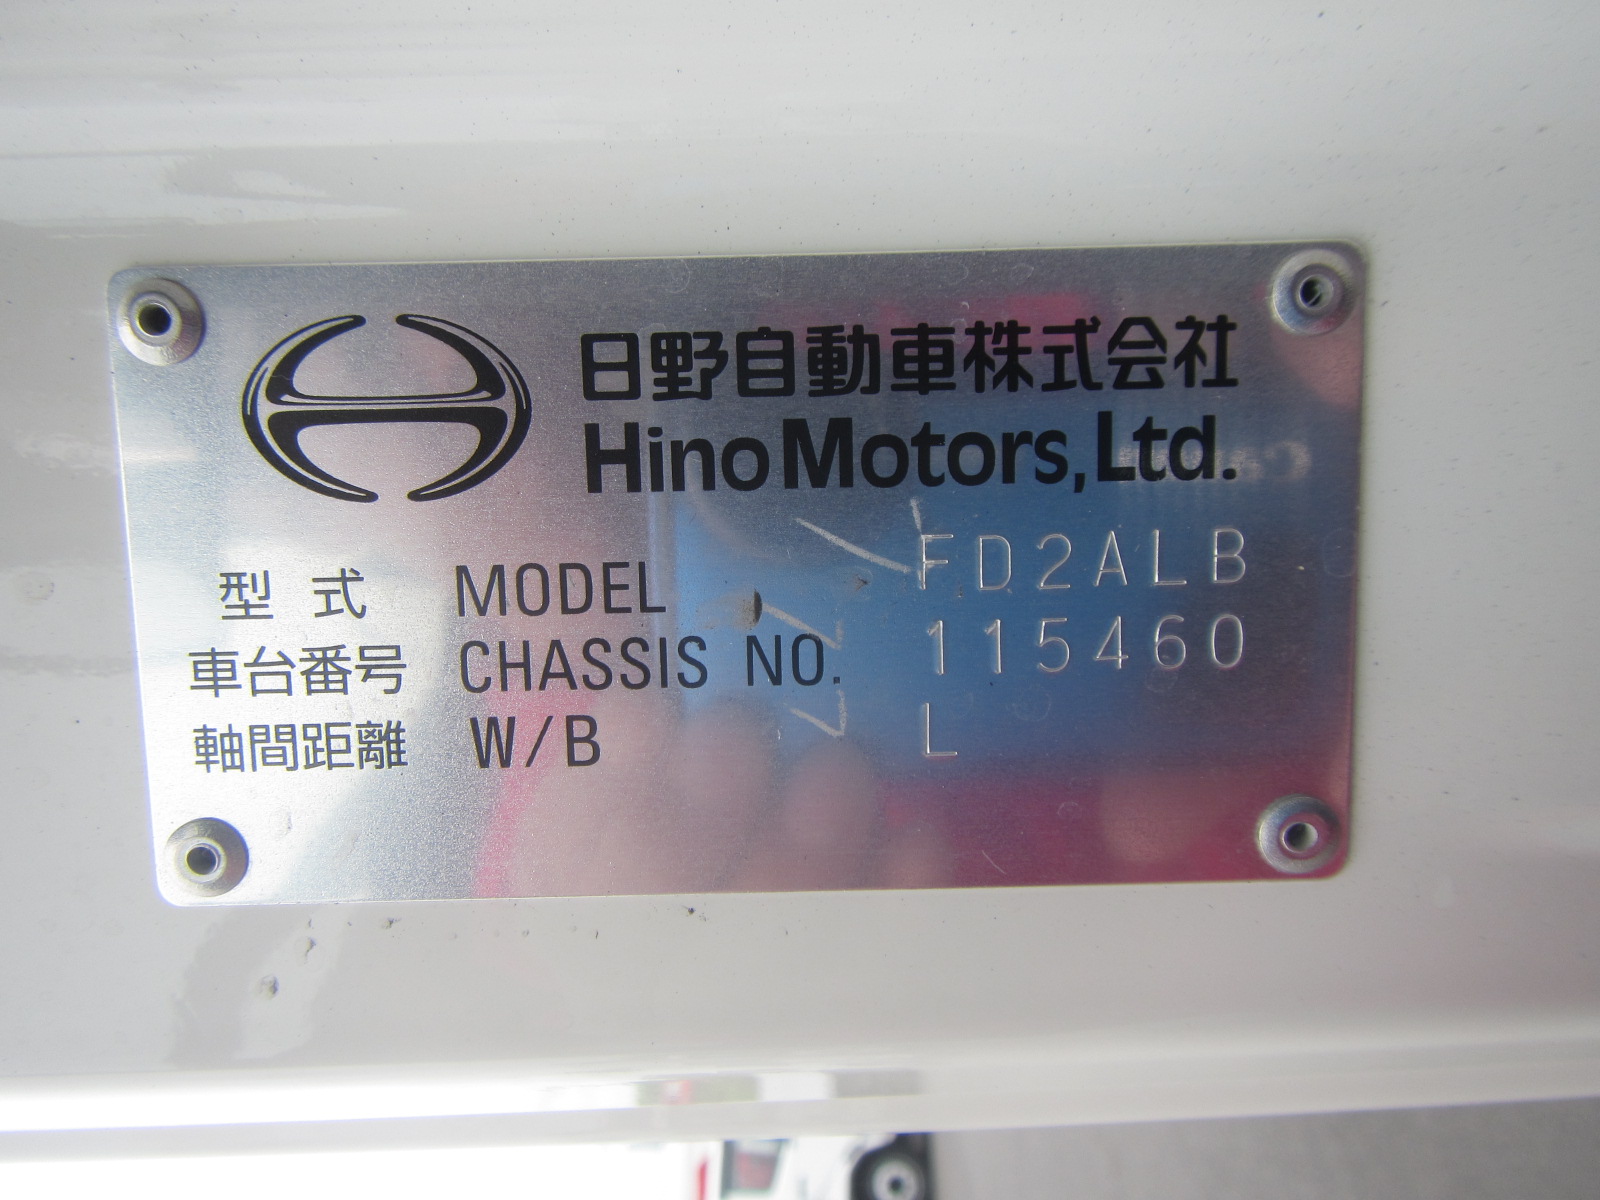 日野自動車株式会社
Hino Motors, Ltd.
型 式 MODEL FD2ALB
車台番号 CHASSIS NO. 115460
軸間距離 W/B L